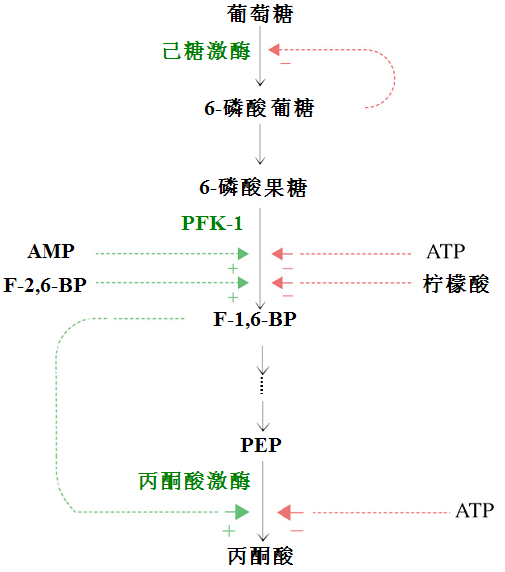 葡萄糖
己糖激酶
−
6-磷酸葡糖
6-磷酸果糖
PFK-1
AMP
ATP
+
−
F-2,6-BP
柠檬酸
+
−
F-1,6-BP
PEP
丙酮酸激酶
ATP
+
−
丙酮酸